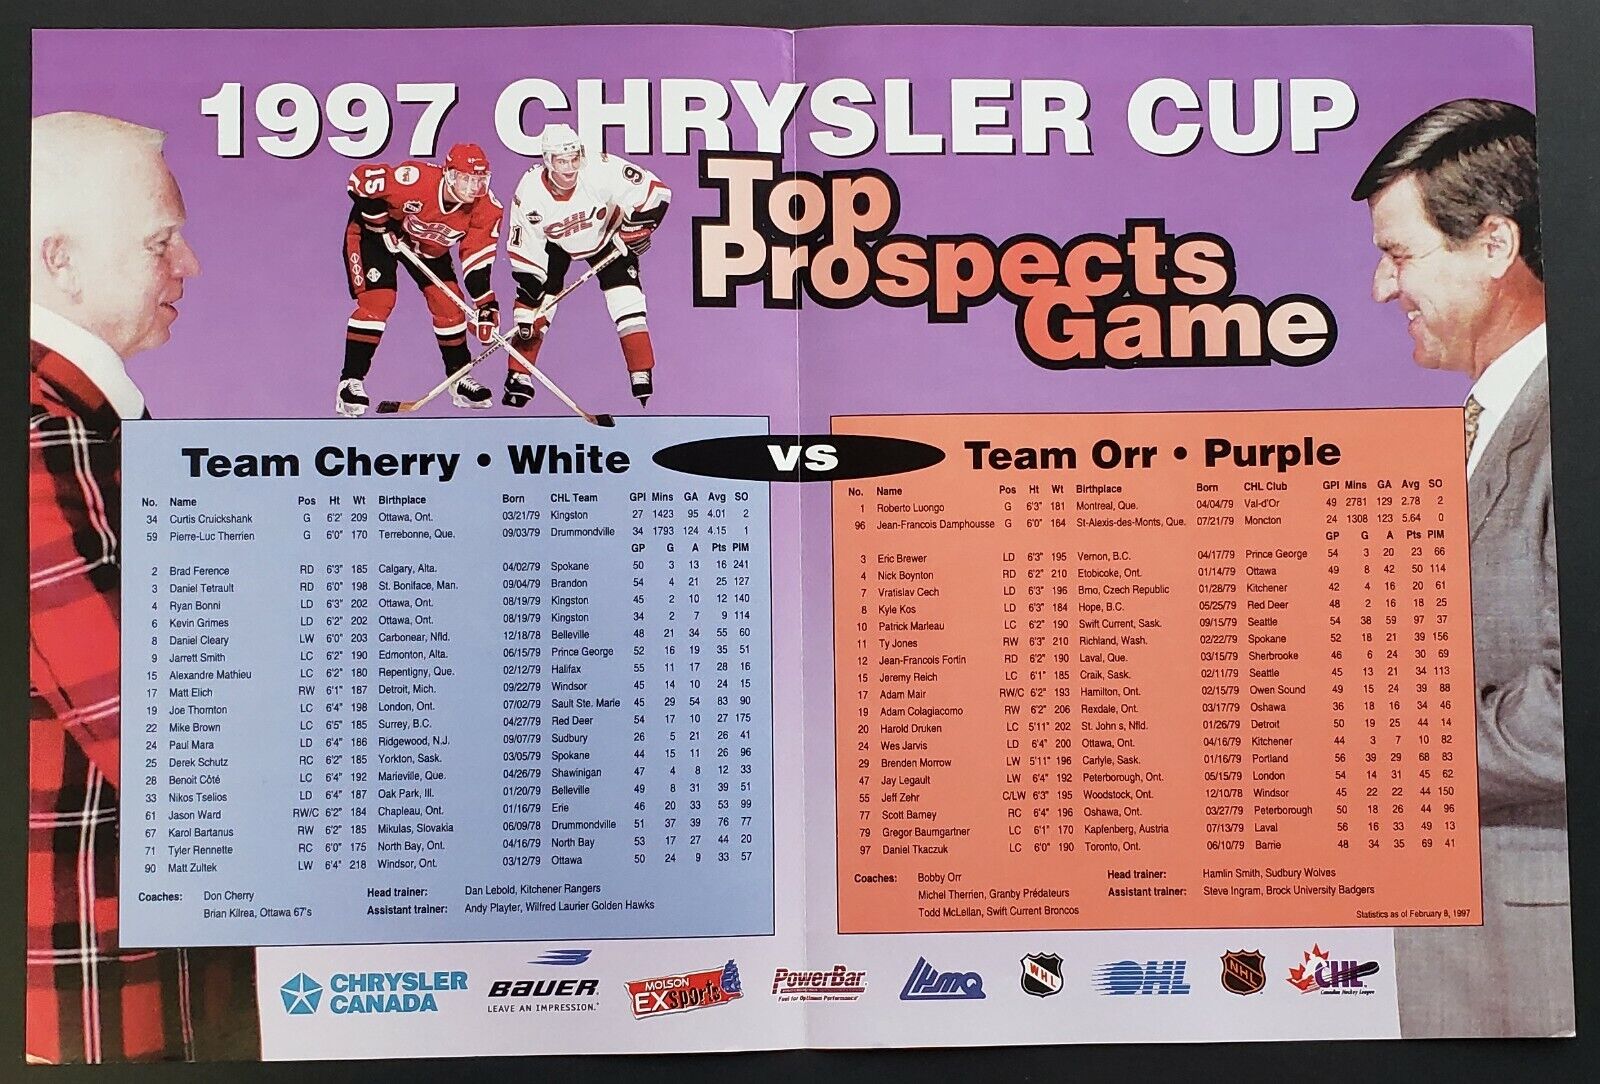 1997 CHRYSLER CUP
Top
Prospects
Game
15
9
Team Cherry • White
vs
Team Orr • Purple
No. Name Pos Ht Wt Birthplace Born CHL Team GPI Mins GA Avg SO
34 Curtis Cruickshank G 6'2" 209 Ottawa, Ont. 03/21/79 Kingston 27 1423 95 4.01 2
59 Pierre-Luc Therrien G 6'0" 170 Terrebonne, Que. 09/03/79 Drummondville 34 1793 124 4.15 1
GP G A Pts PIM
2 Brad Ference RD 6'3" 185 Calgary, Alta. 04/02/79 Spokane 50 3 13 16 241
3 Daniel Tetrault RD 6'0" 198 St. Boniface, Man. 09/04/79 Brandon 54 4 21 25 127
4 Ryan Bonni LD 6'3" 202 Ottawa, Ont. 08/19/79 Kingston 45 2 10 12 140
6 Kevin Grimes LD 6'2" 202 Ottawa, Ont. 08/19/79 Kingston 34 2 7 9 114
8 Daniel Cleary LW 6'0" 203 Carbonear, Nfld. 12/18/78 Belleville 48 21 34 55 60
9 Jarrett Smith LC 6'2" 190 Edmonton, Alta. 06/15/79 Prince George 52 16 19 35 51
15 Alexandre Mathieu LC 6'2" 180 Repentigny, Que. 02/12/79 Halifax 55 11 17 28 16
17 Matt Elich RW 6'1" 187 Detroit, Mich. 09/22/79 Windsor 45 14 10 24 15
19 Joe Thornton LC 6'4" 198 London, Ont. 07/02/79 Sault Ste. Marie 45 29 54 83 90
22 Mike Brown LC 6'5" 185 Surrey, B.C. 04/27/79 Red Deer 54 17 10 27 175
24 Paul Mara LD 6'4" 186 Ridgewood, N.J. 09/07/79 Sudbury 26 5 21 26 41
25 Derek Schutz RC 6'2" 185 Yorkton, Sask. 03/05/79 Spokane 44 15 11 26 96
28 Benoit Côté LC 6'4" 192 Marieville, Que. 04/26/79 Shawinigan 47 4 8 12 33
33 Nikos Tselios LD 6'4" 187 Oak Park, Ill. 01/20/79 Belleville 49 8 31 39 51
61 Jason Ward RW/C 6'2" 184 Chapleau, Ont. 01/16/79 Erie 46 20 33 53 99
67 Karol Bartanus RW 6'2" 185 Mikulas, Slovakia 06/09/78 Drummondville 51 37 39 76 77
71 Tyler Rennette RC 6'0" 175 North Bay, Ont. 04/16/79 North Bay 53 17 27 44 20
90 Matt Zultek LW 6'4" 218 Windsor, Ont. 03/12/79 Ottawa 50 24 9 33 57
Coaches: Don Cherry Head trainer: Dan Lebold, Kitchener Rangers
Brian Kilrea, Ottawa 67's Assistant trainer: Andy Playter, Wilfred Laurier Golden Hawks
No. Name Pos Ht Wt Birthplace Born CHL Club GPI Mins GA Avg SO
1 Roberto Luongo G 6'3" 181 Montreal, Que. 04/04/79 Val-d'Or 49 2781 129 2.78 2
96 Jean-Francois Damphousse G 6'0" 164 St-Alexis-des-Monts, Que. 07/21/79 Moncton 24 1308 123 5.64 0
GP G A Pts PIM
3 Eric Brewer LD 6'3" 195 Vernon, B.C. 04/17/79 Prince George 54 3 20 23 66
4 Nick Boynton RD 6'2" 210 Etobicoke, Ont. 01/14/79 Ottawa 49 8 42 50 114
7 Vratislav Cech LD 6'3" 196 Brno, Czech Republic 01/28/79 Kitchener 42 4 16 20 61
8 Kyle Kos LD 6'3" 184 Hope, B.C. 05/25/79 Red Deer 48 2 16 18 25
10 Patrick Marleau LC 6'2" 190 Swift Current, Sask. 09/15/79 Seattle 54 38 59 97 37
11 Ty Jones RW 6'3" 210 Richland, Wash. 02/22/79 Spokane 52 18 21 39 156
12 Jean-Francois Fortin RD 6'2" 190 Laval, Que. 03/15/79 Sherbrooke 46 6 24 30 69
15 Jeremy Reich LC 6'1" 185 Craik, Sask. 02/11/79 Seattle 45 13 21 34 113
17 Adam Mair RW/C 6'2" 193 Hamilton, Ont. 02/15/79 Owen Sound 49 15 24 39 88
19 Adam Colagiacomo RW 6'2" 206 Rexdale, Ont. 03/17/79 Oshawa 36 18 16 34 46
20 Harold Druken LC 5'11" 202 St. John s, Nfld. 01/26/79 Detroit 50 19 25 44 14
24 Wes Jarvis LD 6'4" 200 Ottawa, Ont. 04/16/79 Kitchener 44 3 7 10 82
29 Brenden Morrow LW 5'11" 196 Carlyle, Sask. 01/16/79 Portland 56 39 29 68 83
47 Jay Legault LW 6'4" 192 Peterborough, Ont. 05/15/79 London 54 14 31 45 62
55 Jeff Zehr C/LW 6'3" 195 Woodstock, Ont. 12/10/78 Windsor 45 22 22 44 150
77 Scott Barney RC 6'4" 196 Oshawa, Ont. 03/27/79 Peterborough 50 18 26 44 96
79 Gregor Baumgartner LC 6'1" 170 Kapfenberg, Austria 07/13/79 Laval 56 16 33 49 13
97 Daniel Tkaczuk LC 6'0" 190 Toronto, Ont. 06/10/79 Barrie 48 34 35 69 41
Coaches: Bobby Orr Head trainer: Hamlin Smith, Sudbury Wolves
Michel Therrien, Granby Prédateurs Assistant trainer: Steve Ingram, Brock University Badgers
Todd McLellan, Swift Current Broncos
Statistics as of February 8, 1997
CHRYSLER
CANADA
BAUER
LEAVE AN IMPRESSION.
MOLSON
EX Sports
PowerBar
Fuel for Optimum Performance
LHJMQ
WHL
OHL
NHL
CHL
Canadian Hockey League